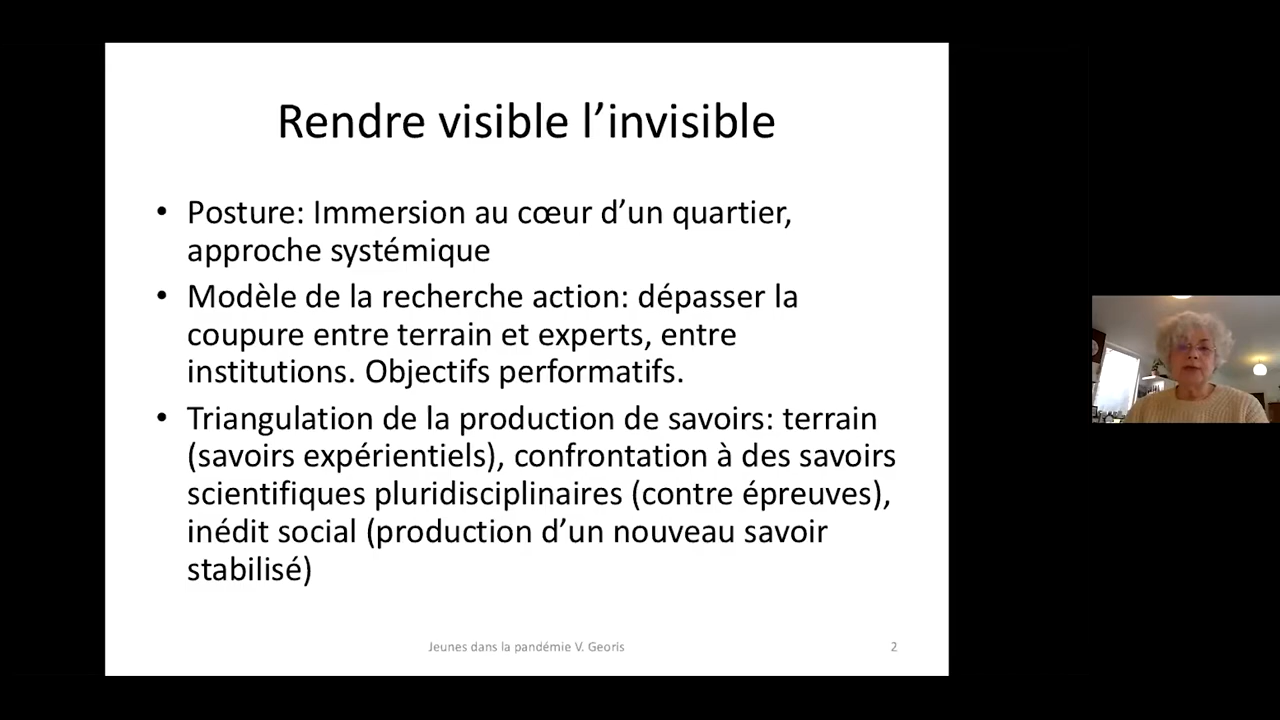 Rendre visible l’invisible
• Posture: Immersion au cœur d’un quartier,
approche systémique
• Modèle de la recherche action: dépasser la
coupure entre terrain et experts, entre
institutions. Objectifs performatifs.
• Triangulation de la production de savoirs: terrain
(savoirs expérientiels), confrontation à des savoirs
scientifiques pluridisciplinaires (contre épreuves),
inédit social (production d’un nouveau savoir
stabilisé)
Jeunes dans la pandémie V. Georis
2